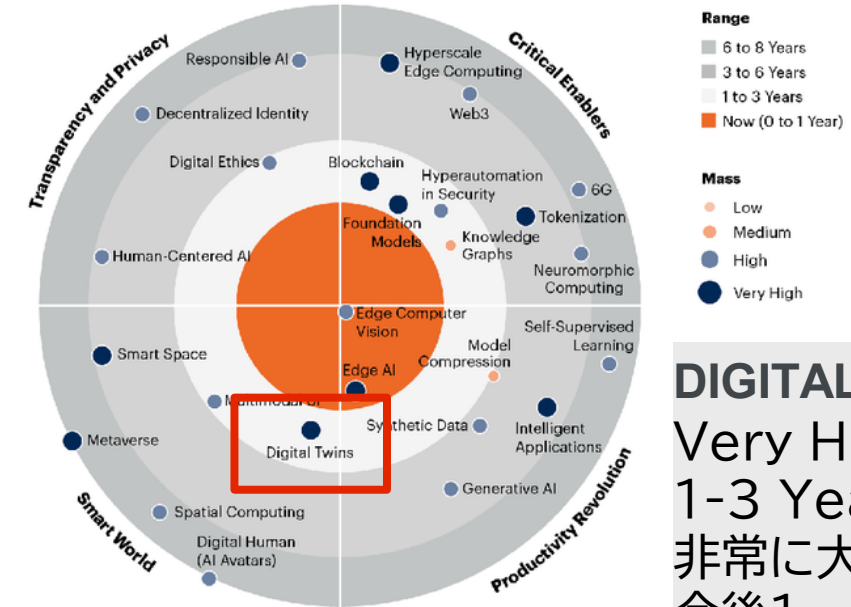 Transparency and Privacy
Critical Enablers
Responsible AI
Decentralized Identity
Digital Ethics
Human-Centered AI
Hyperscale
Edge Computing
Web3
Blockchain
Hyperautomation
in Security
Foundation
Models
Knowledge
Graphs
6G
Tokenization
Neuromorphic
Computing
Edge Computer
Vision
Self-Supervised
Learning
Model
Compression
Edge AI
Smart Space
Metaverse
Digital Twins
Synthetic Data
Intelligent
Applications
Generative AI
Spatial Computing
Digital Human
(AI Avatars)
Smart World
Productivity Revolution
Range
6 to 8 Years
3 to 6 Years
1 to 3 Years
Now (0 to 1 Year)
Mass
Low
Medium
High
Very High
DIGITAL
Very H
1-3 Yea
非常に大